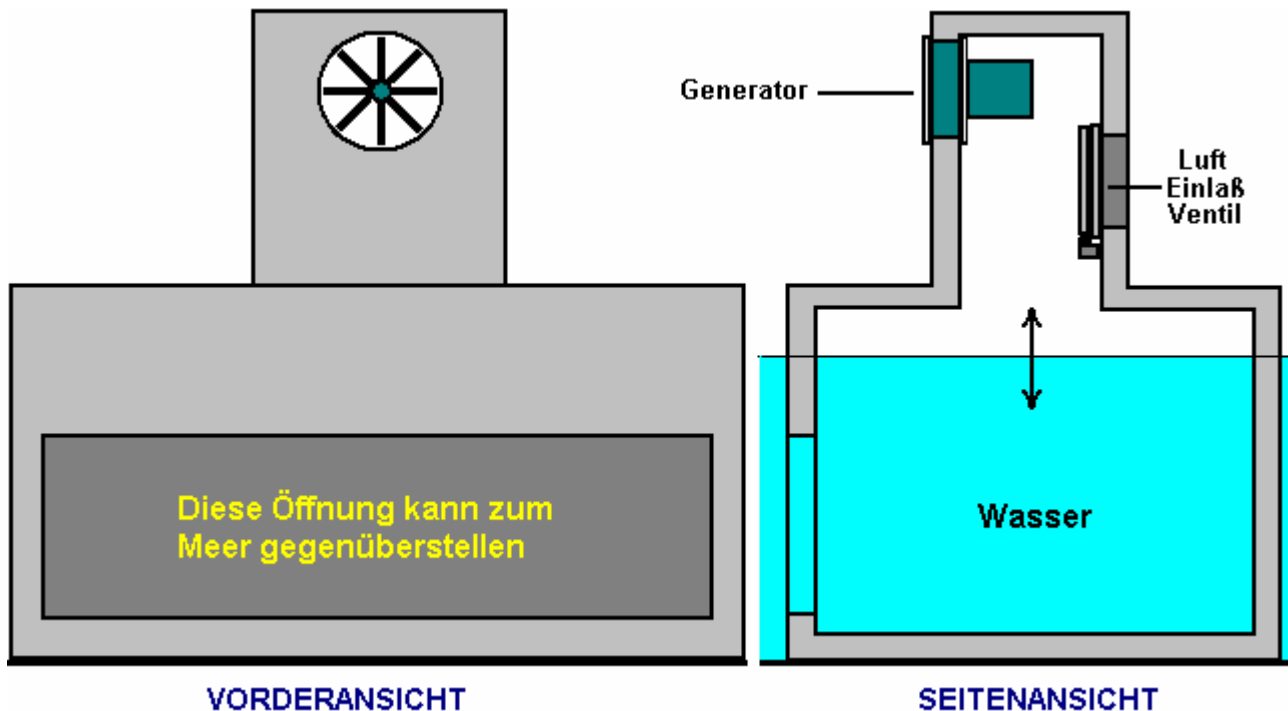 Generator
Luft
Einlaß
Ventil
Diese Öffnung kann zum
Meer gegenüberstellen
Wasser
VORDERANSICHT
SEITENANSICHT